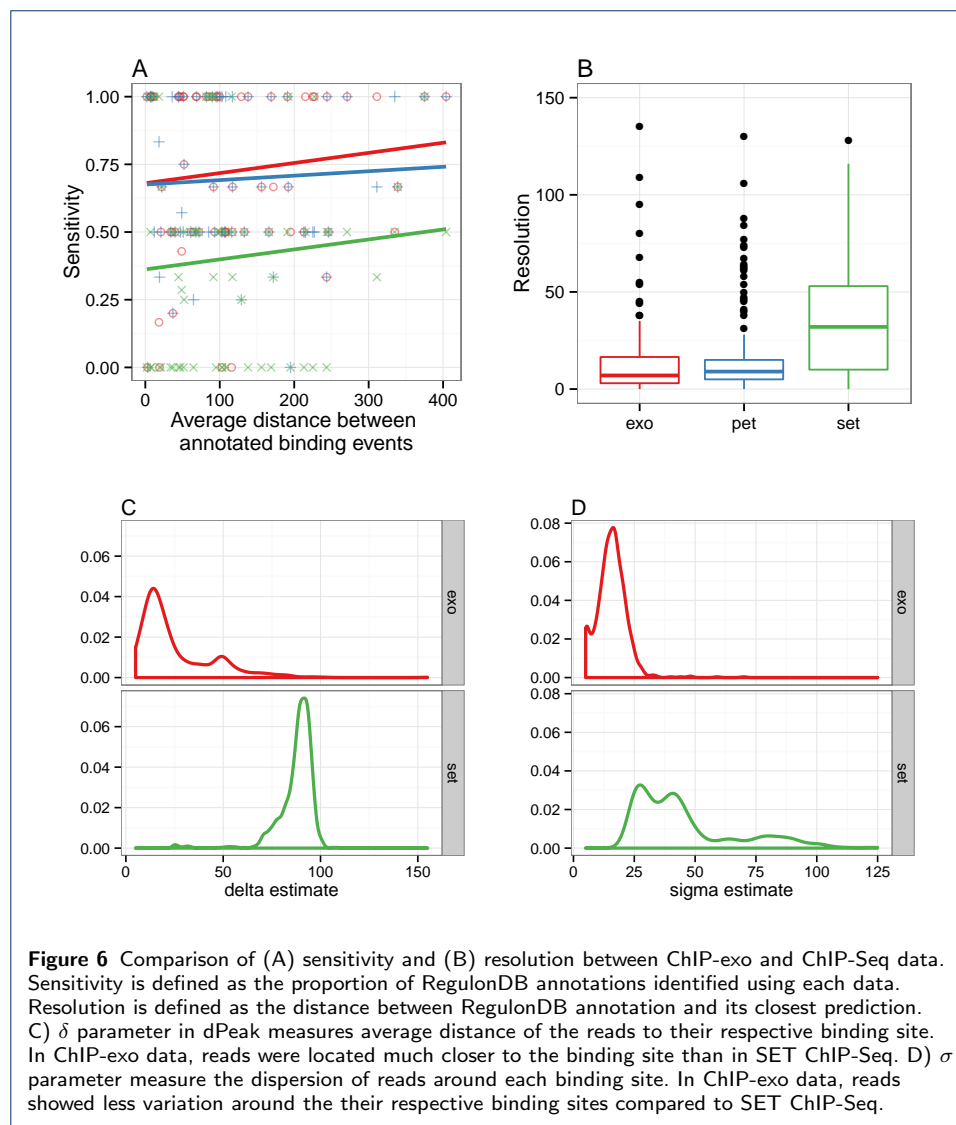 A
1.00
0.75
0.50
0.25
0.00
Sensitivity
0
100
200
300
400
Average distance between
annotated binding events
B
150
100
50
0
Resolution
exo
pet
set
C
0.06
0.04
0.02
0.00
exo
0.06
0.04
0.02
0.00
set
0
50
100
150
delta estimate
D
0.08
0.06
0.04
0.02
0.00
exo
0.08
0.06
0.04
0.02
0.00
set
0
25
50
75
100
125
sigma estimate
Figure 6 Comparison of (A) sensitivity and (B) resolution between ChIP-exo and ChIP-Seq data.
Sensitivity is defined as the proportion of RegulonDB annotations identified using each data.
Resolution is defined as the distance between RegulonDB annotation and its closest prediction.
C) δ parameter in dPeak measures average distance of the reads to their respective binding site.
In ChIP-exo data, reads were located much closer to the binding site than in SET ChIP-Seq. D) σ
parameter measure the dispersion of reads around each binding site. In ChIP-exo data, reads
showed less variation around the their respective binding sites compared to SET ChIP-Seq.